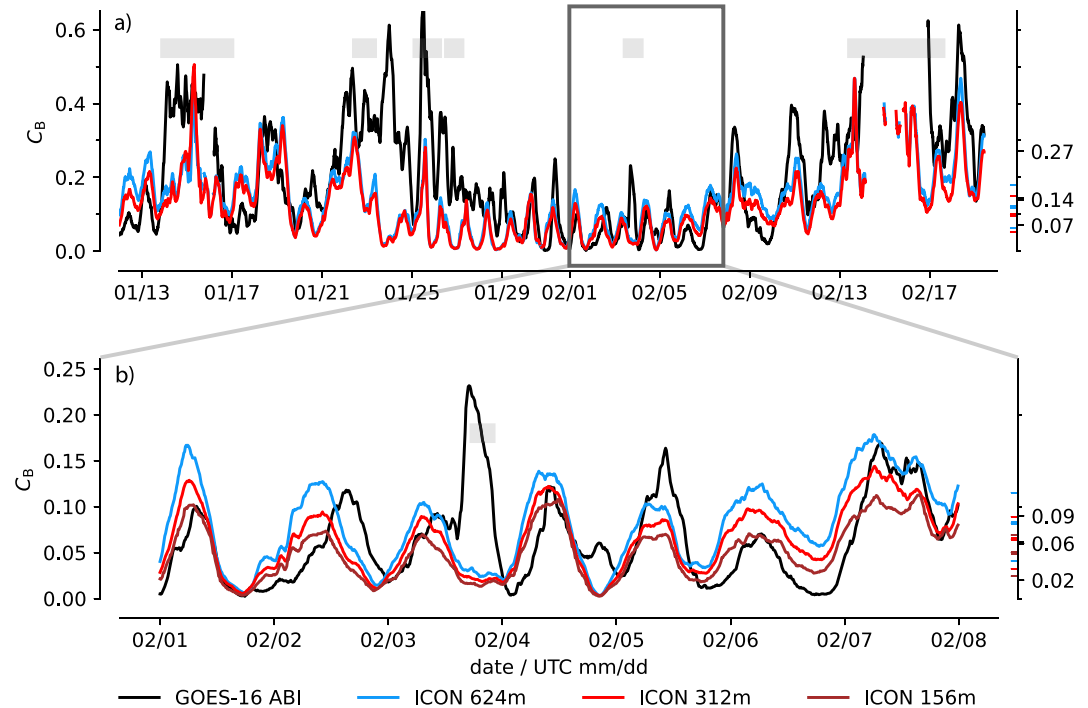 a)
0.6
0.4
0.2
0.0
C_B
0.27
0.14
0.07
01/13 01/17 01/21 01/25 01/29 02/01 02/05 02/09 02/13 02/17
b)
0.25
0.20
0.15
0.10
0.05
0.00
C_B
0.09
0.06
0.02
02/01 02/02 02/03 02/04 02/05 02/06 02/07 02/08
date / UTC mm/dd
GOES-16 ABI ICON 624m ICON 312m ICON 156m